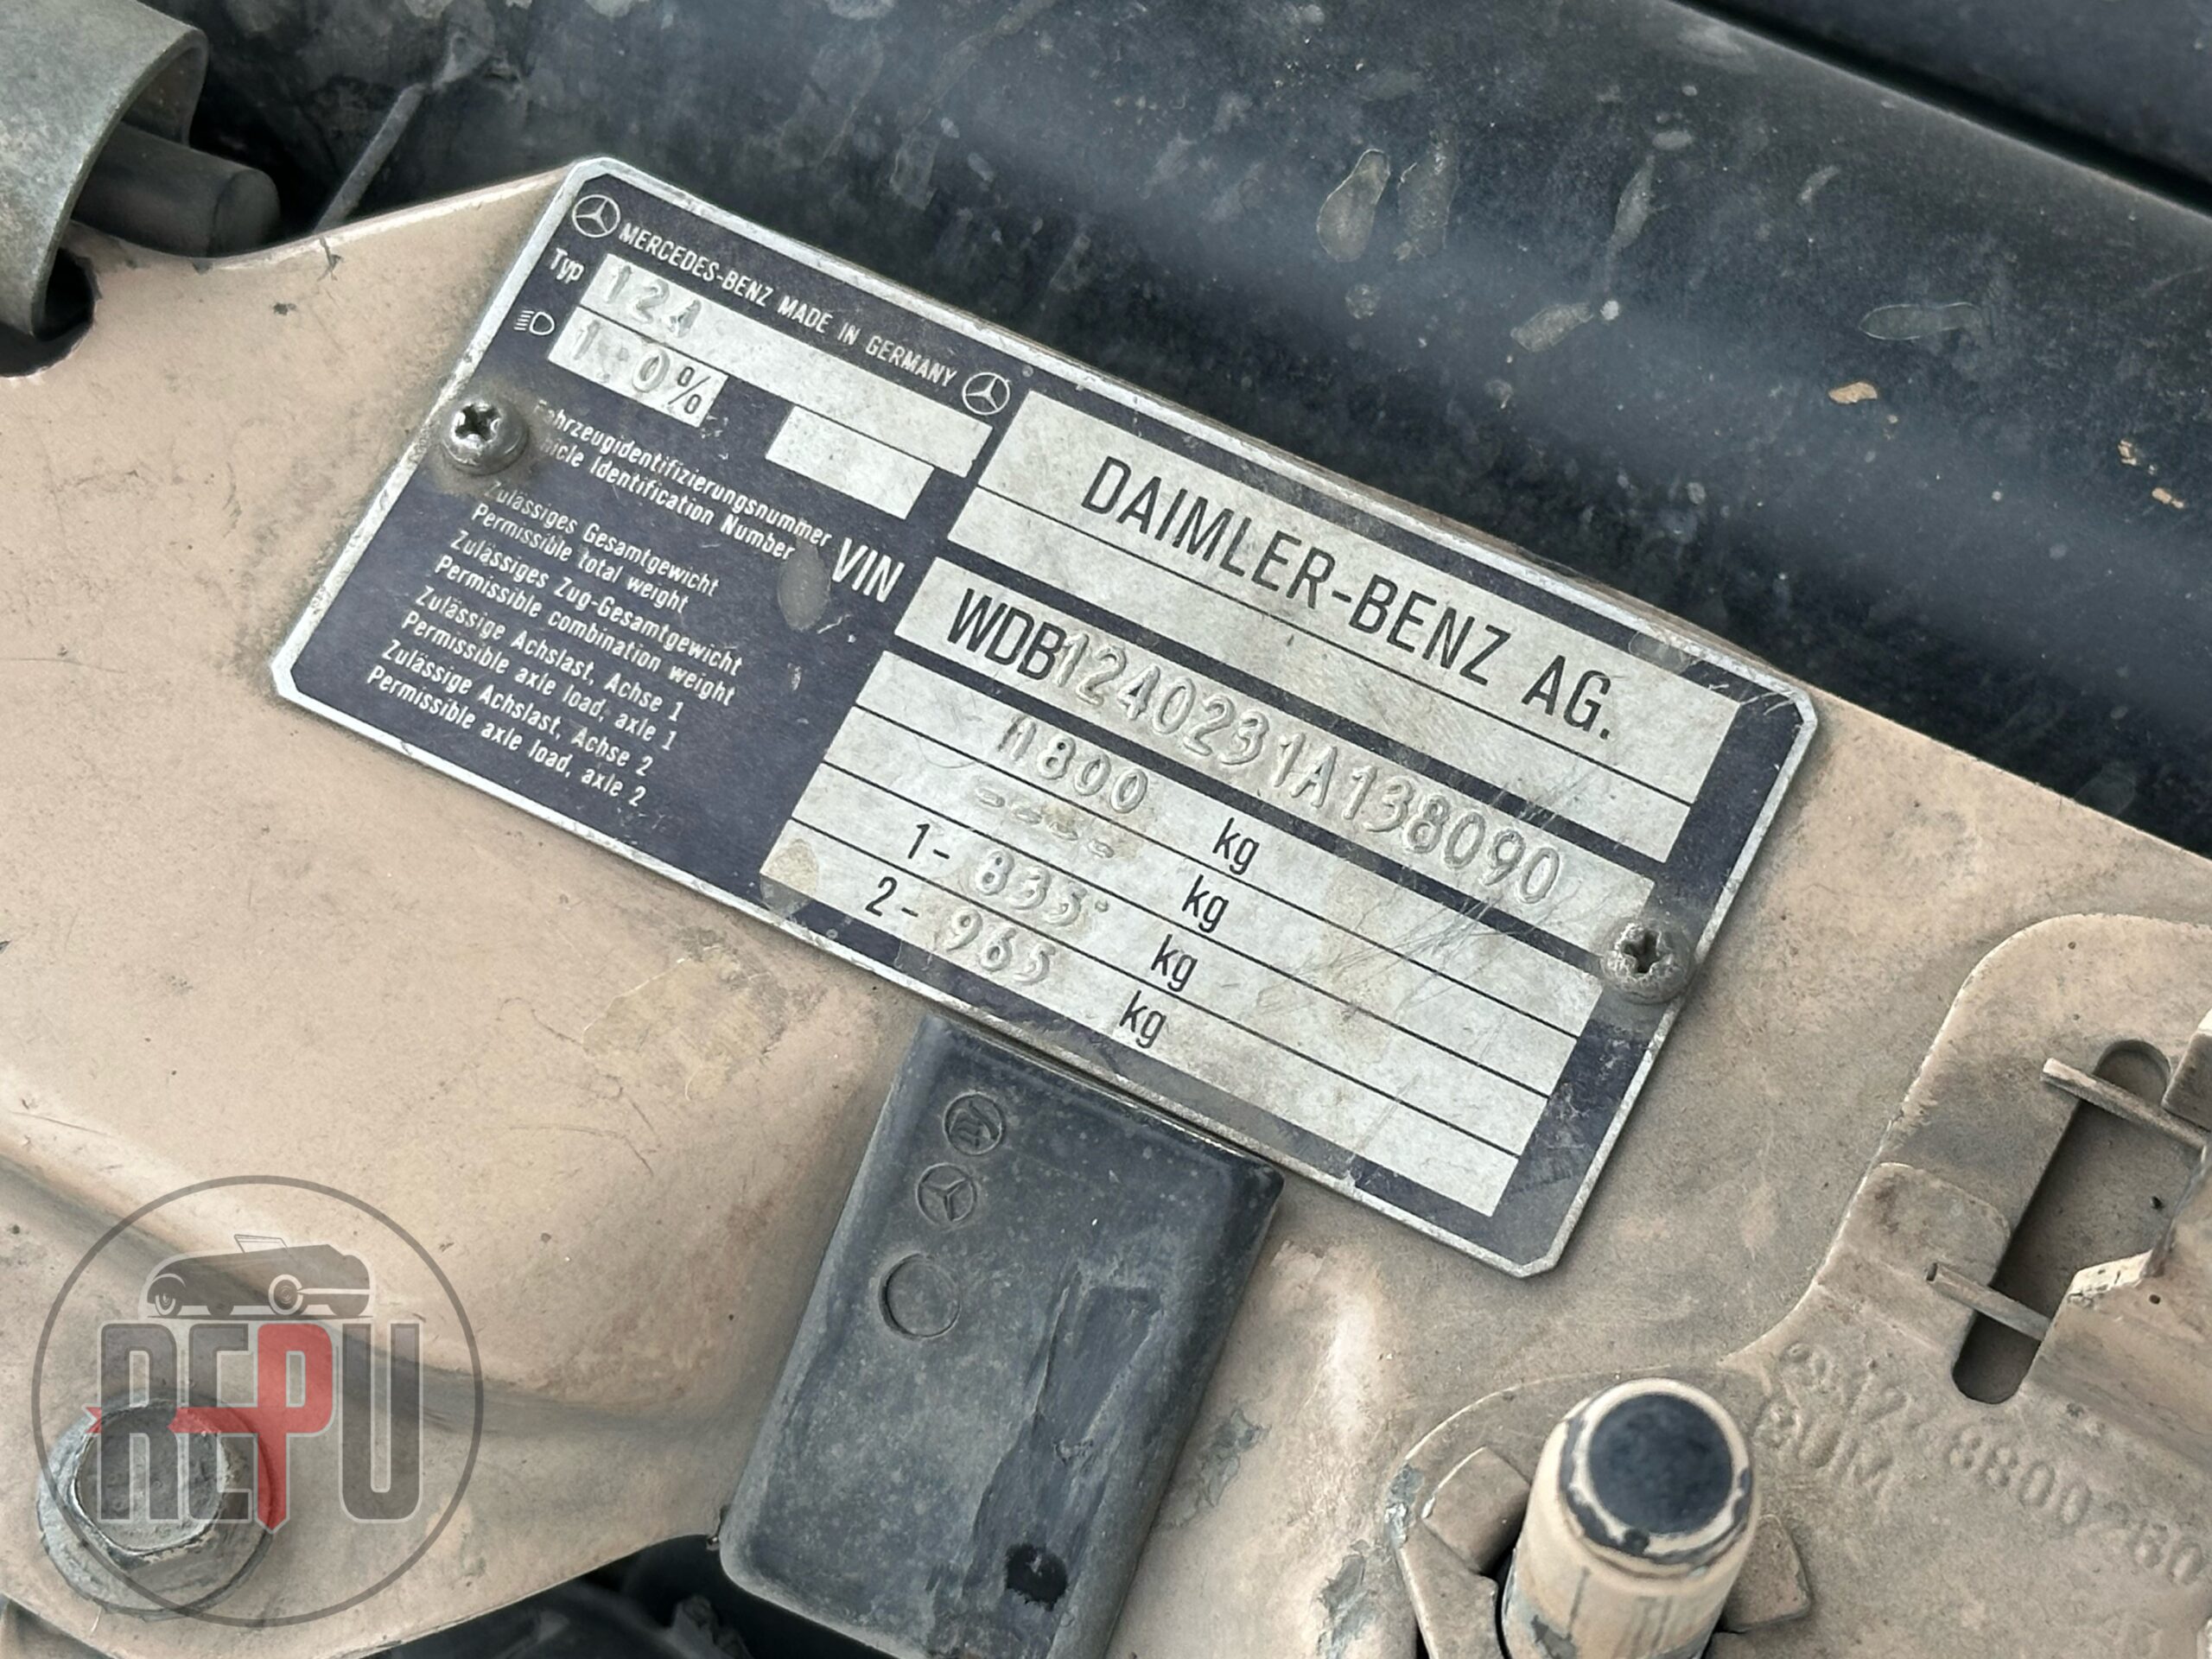 MERCEDES-BENZ MADE IN GERMANY
Typ 124
1,0%
Fahrzeugidentifizierungsnummer
Vehicle Identification Number
VIN
Zulässiges Gesamtgewicht
Permissible total weight
Zulässiges Zug-Gesamtgewicht
Permissible combination weight
Zulässige Achslast, Achse 1
Permissible axle load, axle 1
Zulässige Achslast, Achse 2
Permissible axle load, axle 2
DAIMLER-BENZ AG.
WDB1240231A138090
1800 kg
---- kg
1- 835 kg
2- 965 kg
REPU